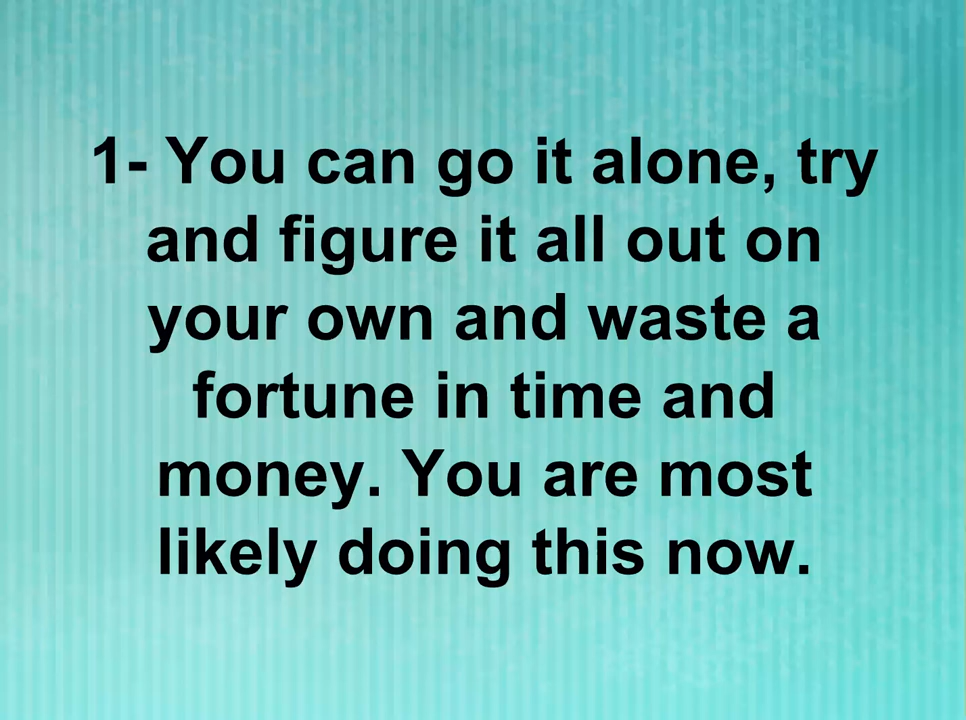 1- You can go it alone, try
and figure it all out on
your own and waste a
fortune in time and
money. You are most
likely doing this now.